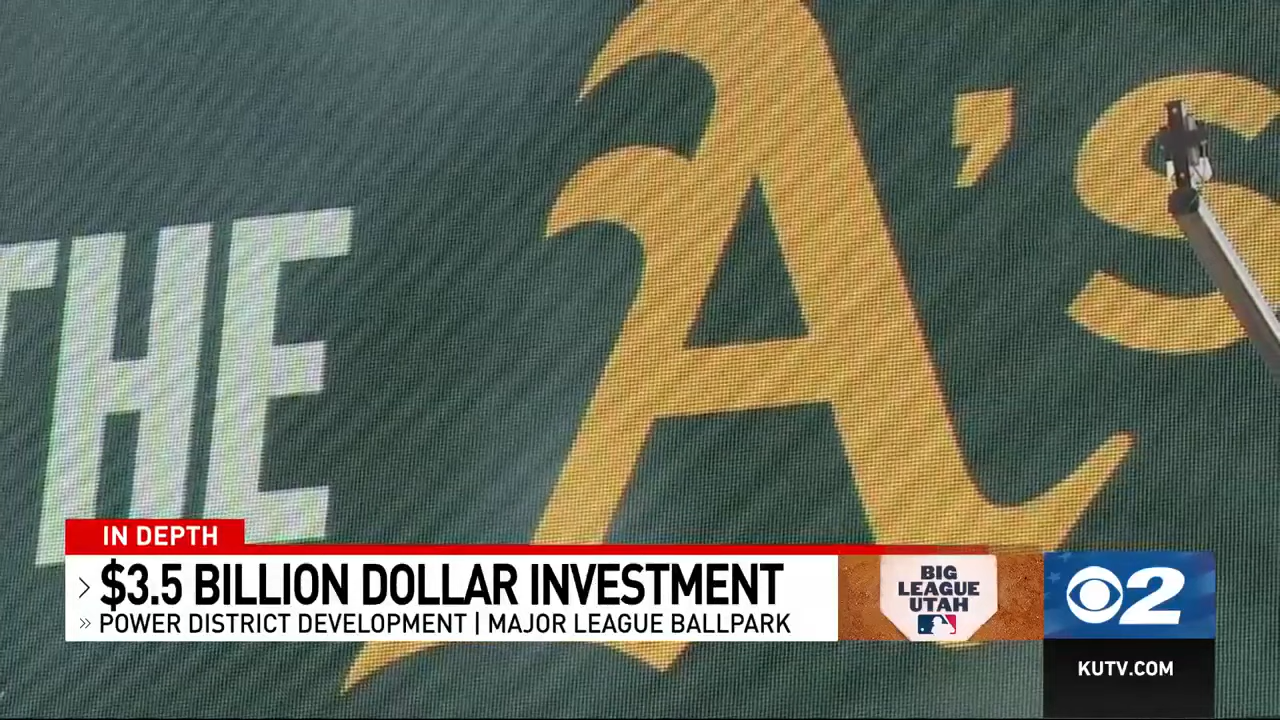 THE A's
IN DEPTH
$3.5 BILLION DOLLAR INVESTMENT
POWER DISTRICT DEVELOPMENT | MAJOR LEAGUE BALLPARK
BIG
LEAGUE
UTAH
2
KUTV.COM